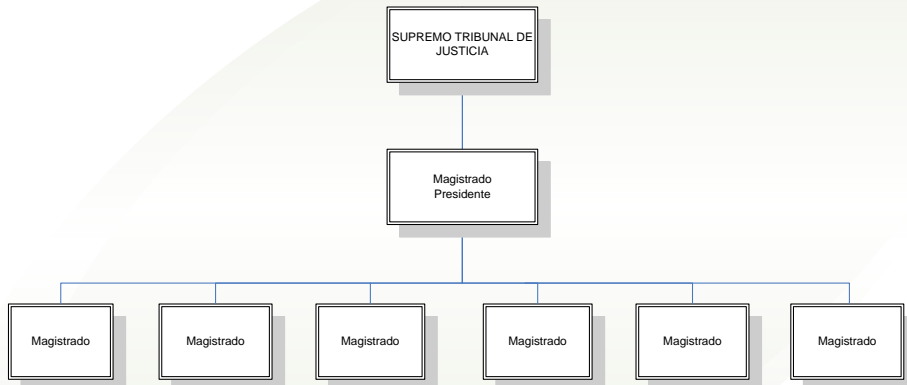 SUPREMO TRIBUNAL DE
JUSTICIA
Magistrado
Presidente
Magistrado
Magistrado
Magistrado
Magistrado
Magistrado
Magistrado